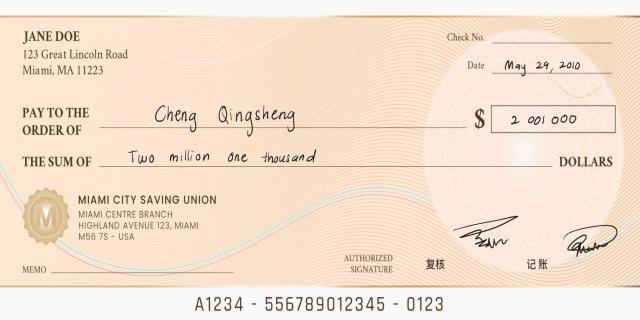 JANE DOE
Check No.
123 Great Lincoln Road
Miami, MA 11223
Date May 29, 2010
PAY TO THE
ORDER OF Cheng Qingsheng $ 2 001 000
THE SUM OF Two million one thousand DOLLARS
M
MIAMI CITY SAVING UNION
MIAMI CENTRE BRANCH
HIGHLAND AVENUE 123, MIAMI
M56 7S - USA
MEMO
AUTHORIZED
SIGNATURE
复核
记账
A1234 - 556789012345 - 0123